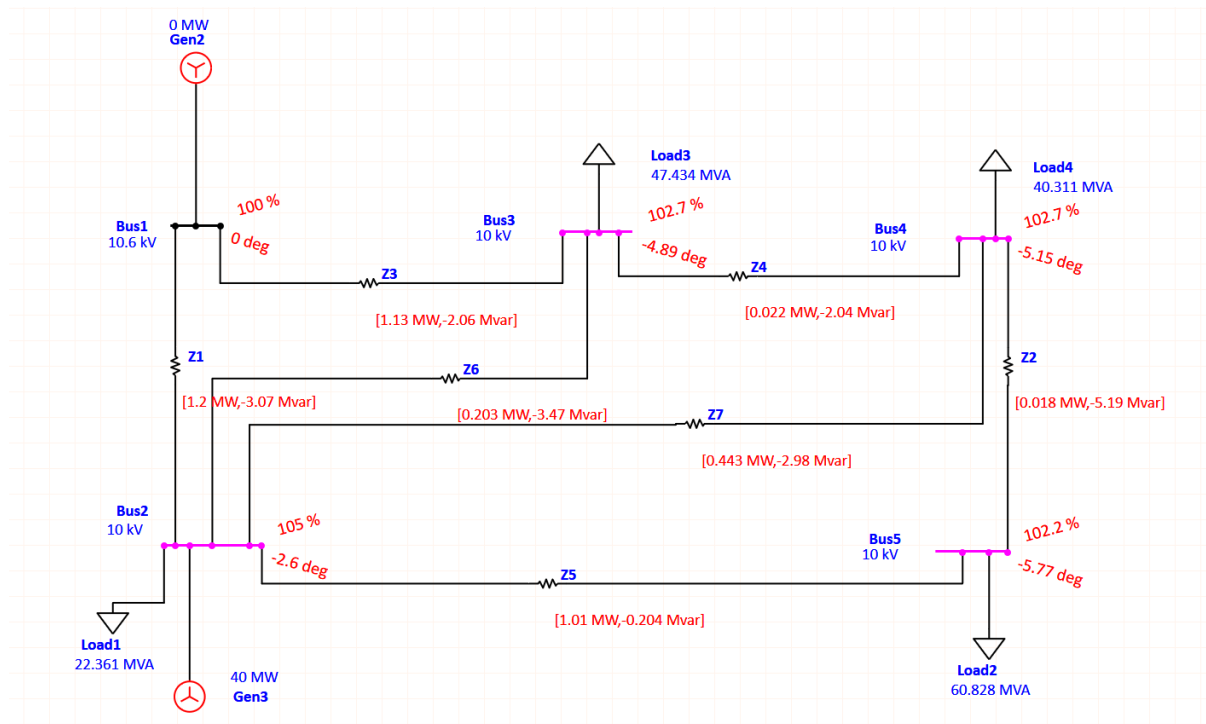 0 MW
Gen2
Load3
47.434 MVA
Load4
40.311 MVA
100 %
Bus1
10.6 kV
0 deg
Bus3
10 kV
102.7 %
-4.89 deg
Bus4
10 kV
102.7 %
-5.15 deg
Z3
Z4
[1.13 MW,-2.06 Mvar]
[0.022 MW,-2.04 Mvar]
Z1
Z6
Z2
[1.2 MW,-3.07 Mvar]
[0.203 MW,-3.47 Mvar]
Z7
[0.018 MW,-5.19 Mvar]
[0.443 MW,-2.98 Mvar]
Bus2
10 kV
105 %
-2.6 deg
Bus5
10 kV
102.2 %
-5.77 deg
Z5
[1.01 MW,-0.204 Mvar]
Load1
22.361 MVA
40 MW
Gen3
Load2
60.828 MVA